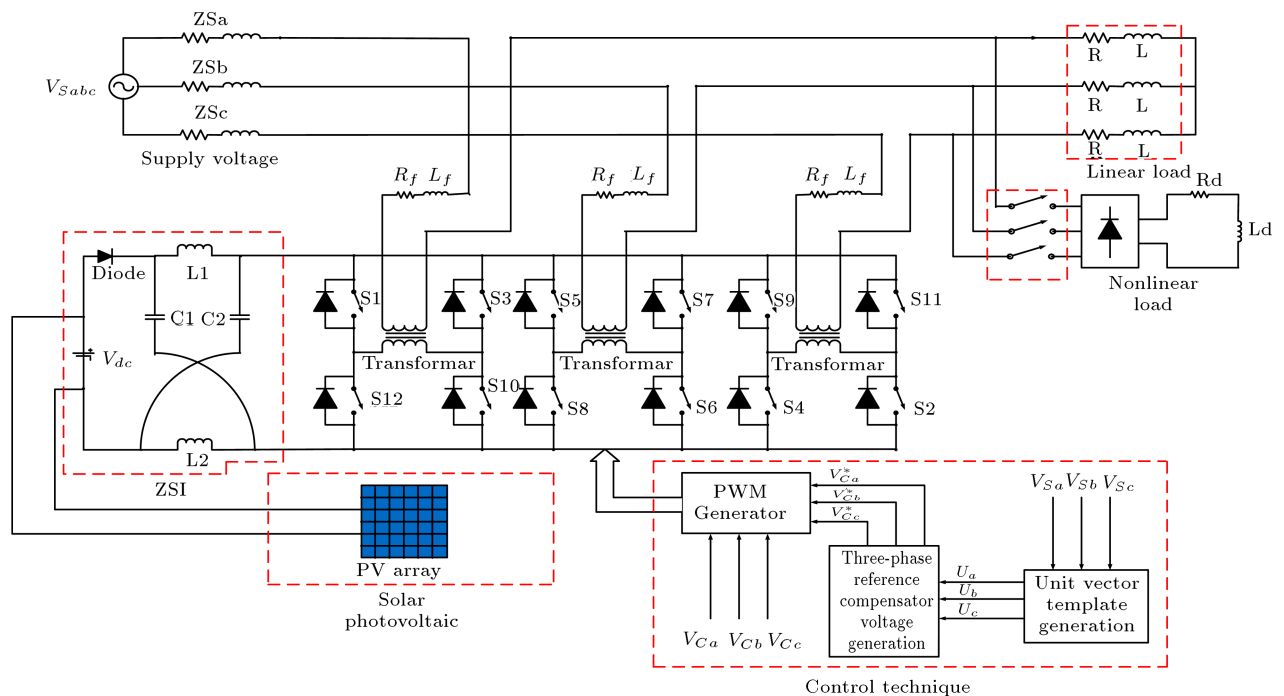 ZSa
ZSb
ZSc
V_{Sabc}
Supply voltage
R L
R L
R L
Linear load
R_f L_f
R_f L_f
R_f L_f
Rd
Ld
Nonlinear
load
Diode
L1
C1 C2
V_{dc}
L2
ZSI
S1
S3
S5
S7
S9
S11
Transformar
Transformar
Transformar
S12
S10
S8
S6
S4
S2
PV array
Solar
photovoltaic
PWM
Generator
V^*_{Ca}
V^*_{Cb}
V^*_{Cc}
V_{Sa} V_{Sb} V_{Sc}
Three-phase
reference
compensator
voltage
generation
U_a
U_b
U_c
Unit vector
template
generation
V_{Ca} V_{Cb} V_{Cc}
Control technique